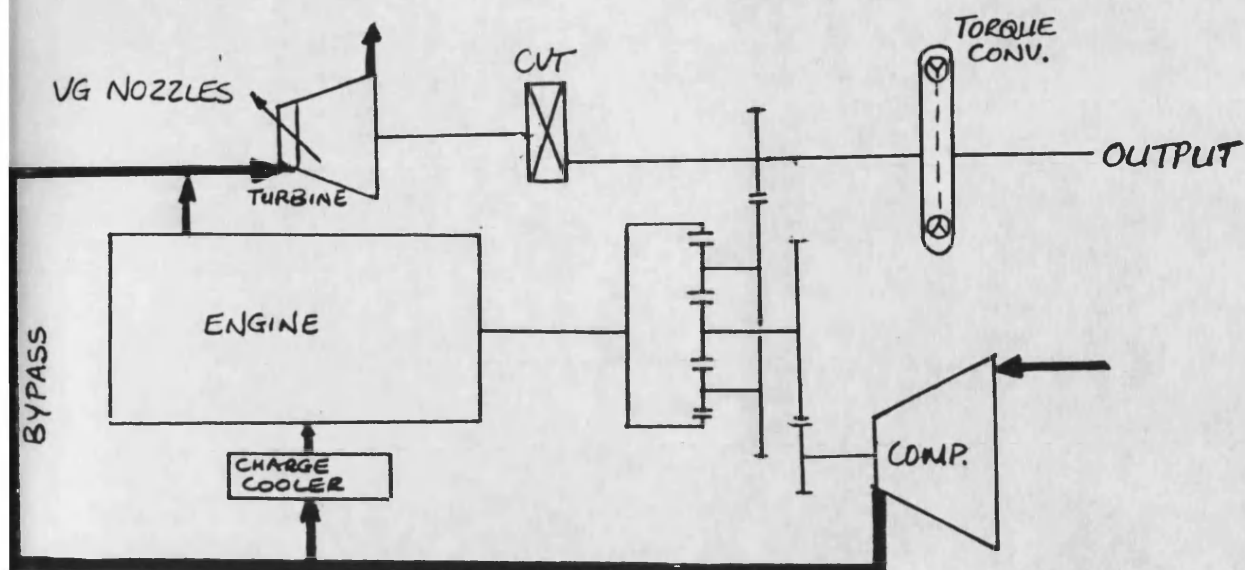 TORQUE
CONV.
CVT
VG NOZZLES
OUTPUT
TURBINE
ENGINE
BYPASS
COMP.
CHARGE
COOLER